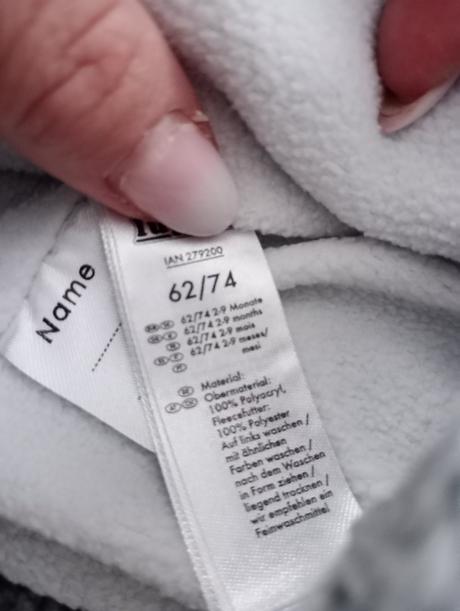 Name
IAN 279200
62/74
62/74 2-9 Monate
62/74 2-9 months
62/74 2-9 mois
62/74 2-9 meses/
mesi
Material:
Obermaterial:
100% Polyacryl,
Fleecefutter:
100% Polyester
Auf links waschen /
mit ähnlichen
Farben waschen /
nach dem Waschen
in Form ziehen /
liegend trocknen /
wir empfehlen ein
Feinwaschmittel